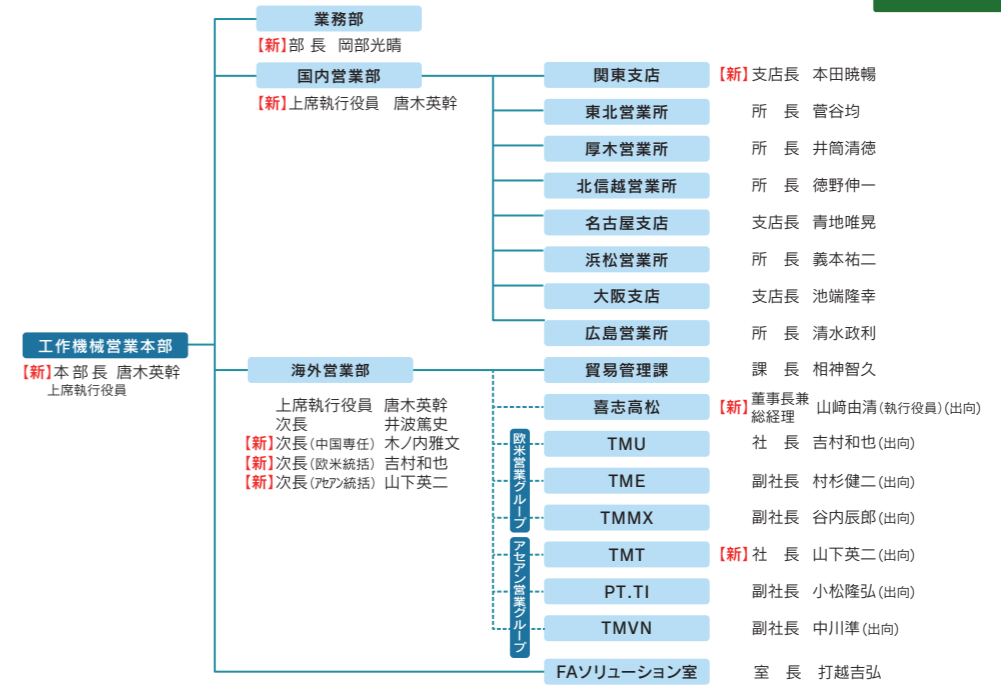 業務部
【新】部 長 岡部光晴
国内営業部
【新】上席執行役員 唐木英幹
関東支店 【新】支店長 本田暁暢
東北営業所 所 長 菅谷均
厚木営業所 所 長 井筒清徳
北信越営業所 所 長 徳野伸一
名古屋支店 支店長 青地唯晃
浜松営業所 所 長 義本祐二
大阪支店 支店長 池端隆幸
広島営業所 所 長 清水政利
工作機械営業本部
【新】本部長 唐木英幹
上席執行役員
海外営業部
上席執行役員 唐木英幹
次長 井波篤史
【新】次長(中国専任) 木ノ内雅文
【新】次長(欧米統括) 吉村和也
【新】次長(アセアン統括) 山下英二
貿易管理課 課 長 相神智久
喜志高松 【新】董事長兼
総経理 山﨑由清(執行役員)(出向)
欧米営業グループ
TMU 社 長 吉村和也(出向)
TME 副社長 村杉健二(出向)
TMMX 副社長 谷内辰郎(出向)
アセアン営業グループ
TMT 【新】社 長 山下英二(出向)
PT.TI 副社長 小松隆弘(出向)
TMVN 副社長 中川準(出向)
FAソリューション室 室 長 打越吉弘